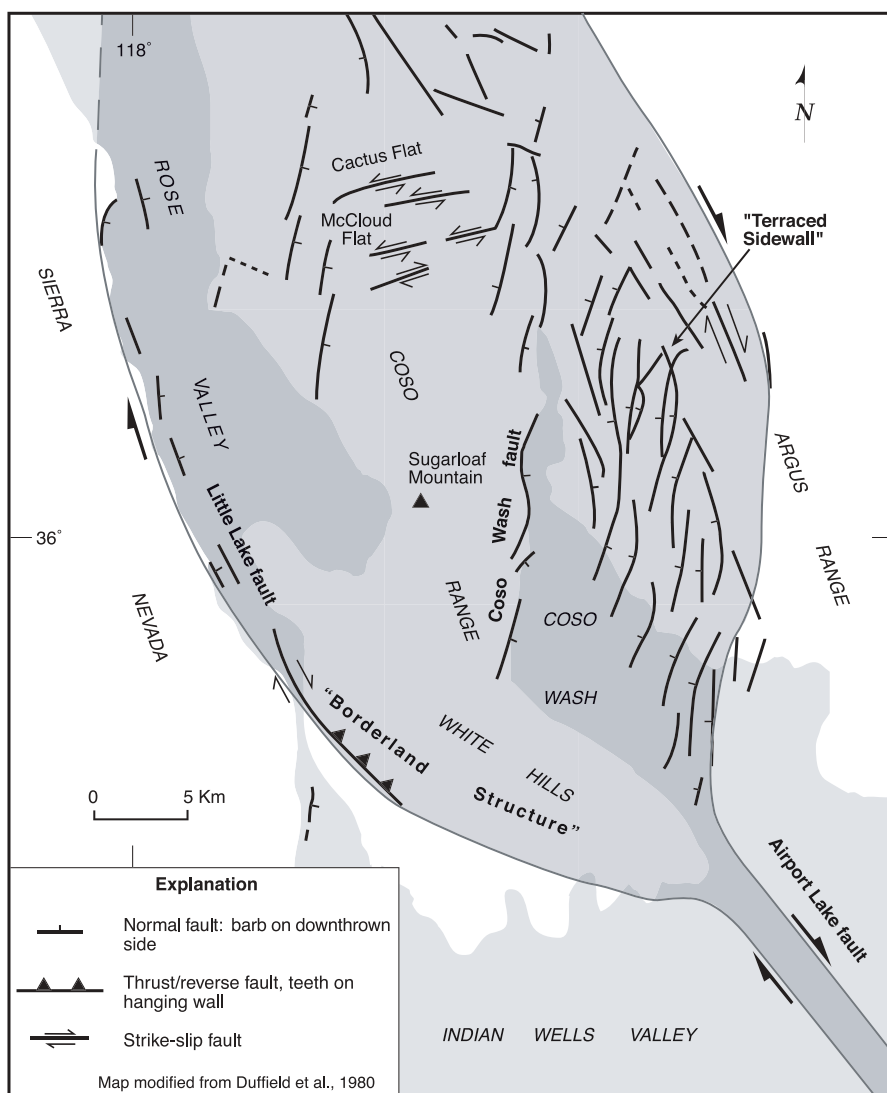 118°
N
ROSE
Cactus Flat
McCloud
Flat
"Terraced
Sidewall"
SIERRA
COSO
VALLEY
Sugarloaf
Mountain
Wash fault
ARGUS
36°
Little Lake fault
NEVADA
RANGE
Coso
COSO
RANGE
WASH
"Borderland
WHITE
HILLS
Structure”
0 5 Km
Airport Lake fault
Explanation
Normal fault: barb on downthrown
side
Thrust/reverse fault, teeth on
hanging wall
Strike-slip fault
Map modified from Duffield et al., 1980
INDIAN WELLS VALLEY